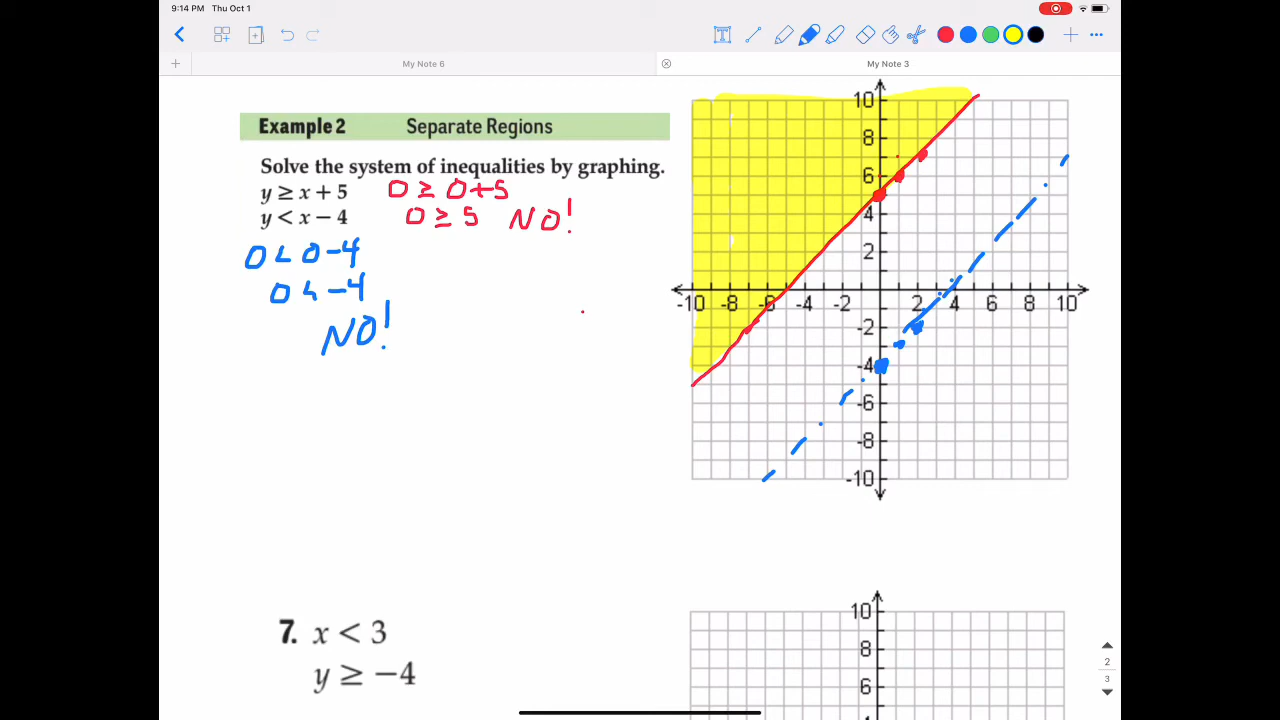 9:14 PM Thu Oct 1
My Note 6
My Note 3
Example 2 Separate Regions
Solve the system of inequalities by graphing.
y ≥ x + 5
y < x − 4
0 ≥ 0+5
0 ≥ 5 NO!
0 < 0-4
0 < -4
NO!
10
8
6
4
2
-10 -8 -6 -4 -2 2 4 6 8 10
-2
-4
-6
-8
-10
7. x < 3
y ≥ −4
10
8
6
4
2
3